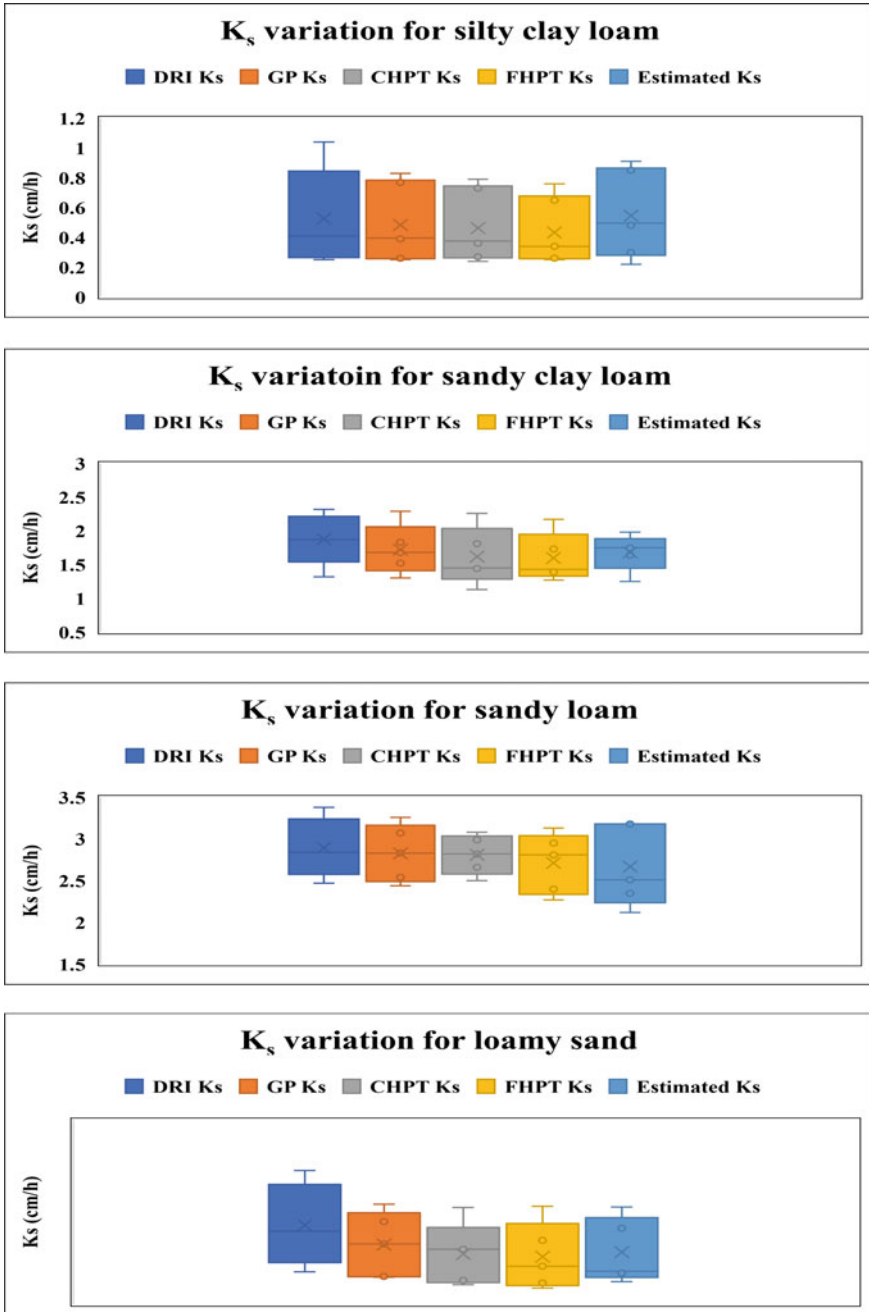 Ks variation for silty clay loam
DRI Ks GP Ks CHPT Ks FHPT Ks Estimated Ks
Ks (cm/h)
1.2
1
0.8
0.6
0.4
0.2
0
Ks variatoin for sandy clay loam
DRI Ks GP Ks CHPT Ks FHPT Ks Estimated Ks
Ks (cm/h)
3
2.5
2
1.5
1
0.5
Ks variation for sandy loam
DRI Ks GP Ks CHPT Ks FHPT Ks Estimated Ks
Ks (cm/h)
3.5
3
2.5
2
1.5
Ks variation for loamy sand
DRI Ks GP Ks CHPT Ks FHPT Ks Estimated Ks
Ks (cm/h)